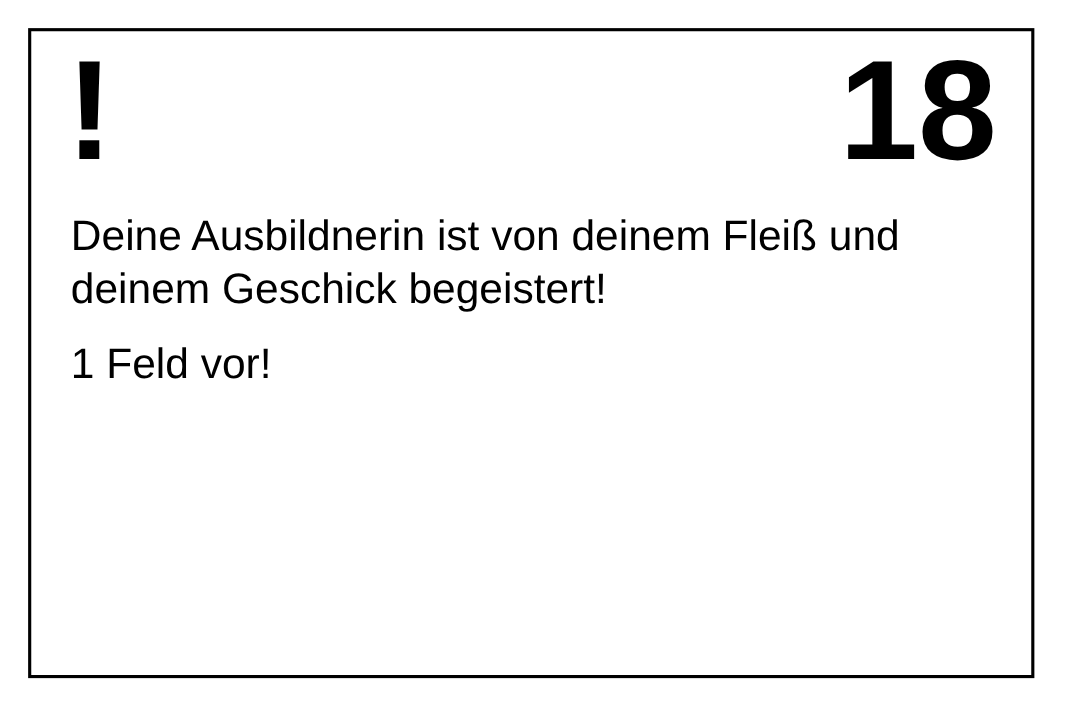 ! 18
Deine Ausbildnerin ist von deinem Fleiß und
deinem Geschick begeistert!
1 Feld vor!